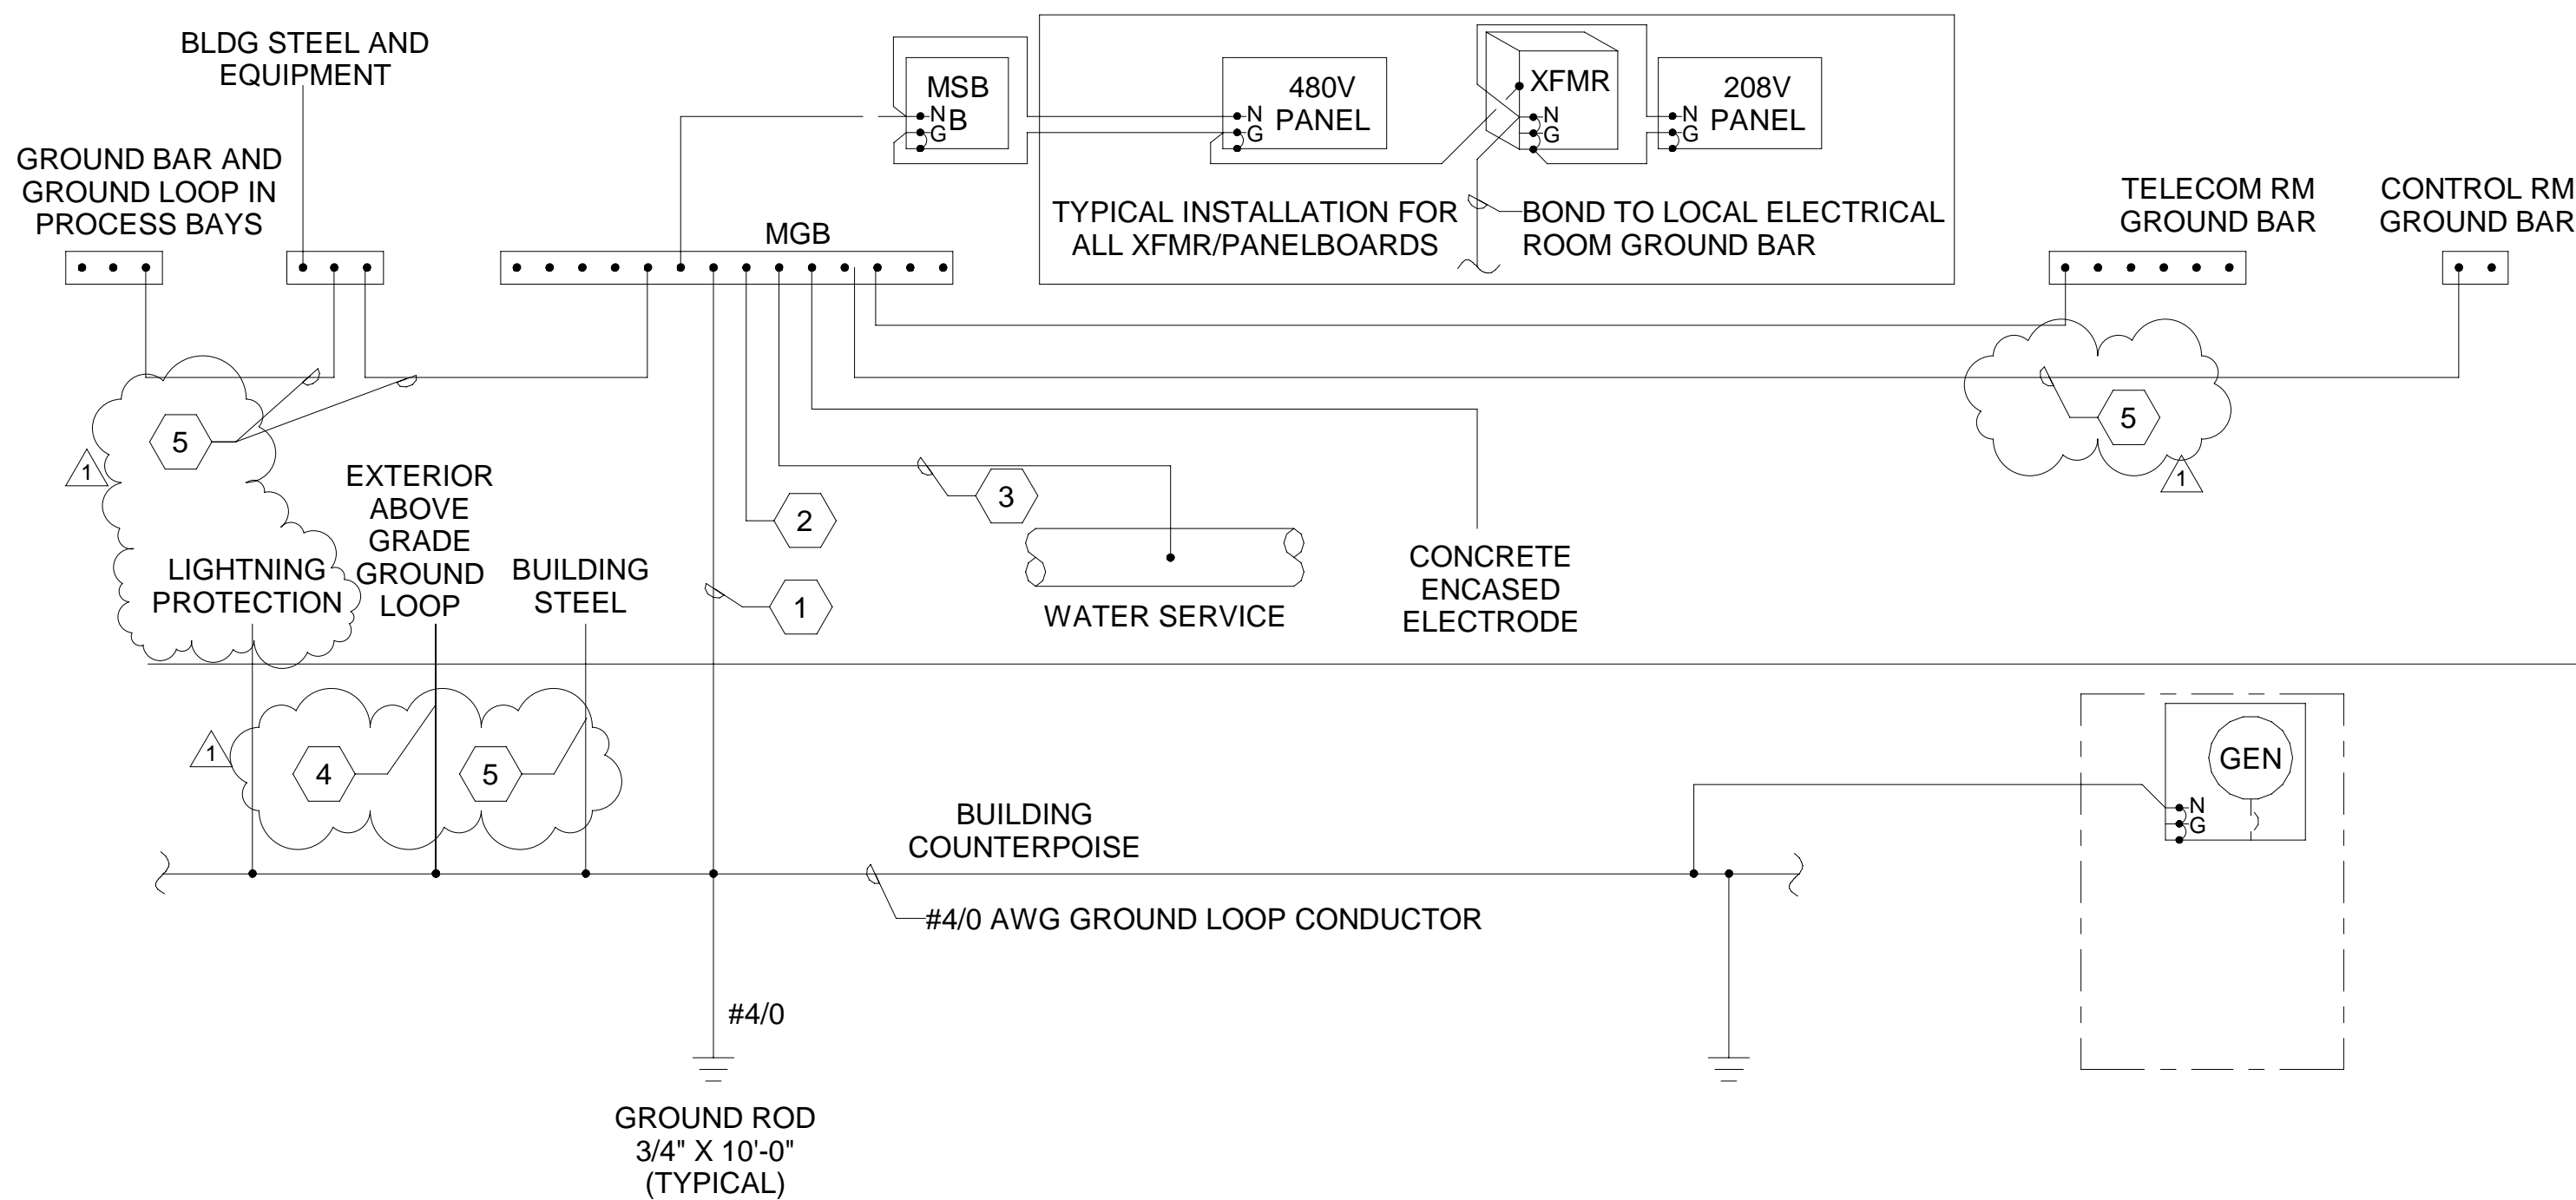 BLDG STEEL AND
EQUIPMENT
GROUND BAR AND
GROUND LOOP IN
PROCESS BAYS
MGB
MSB
B
N
G
480V
PANEL
N
G
XFMR
N
G
208V
PANEL
N
G
TYPICAL INSTALLATION FOR
ALL XFMR/PANELBOARDS
BOND TO LOCAL ELECTRICAL
ROOM GROUND BAR
TELECOM RM
GROUND BAR
CONTROL RM
GROUND BAR
5
1
5
1
3
2
1
LIGHTNING
PROTECTION
EXTERIOR
ABOVE
GRADE
GROUND
LOOP
BUILDING
STEEL
WATER SERVICE
CONCRETE
ENCASED
ELECTRODE
1
4
5
GEN
N
G
BUILDING
COUNTERPOISE
#4/0 AWG GROUND LOOP CONDUCTOR
#4/0
GROUND ROD
3/4" X 10'-0"
(TYPICAL)